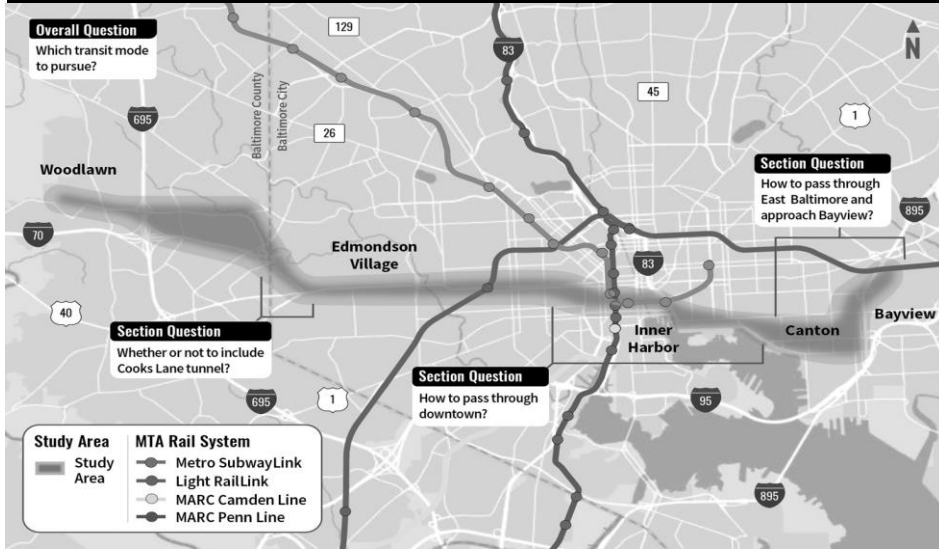 Overall Question
Which transit mode
to pursue?
129
83
N
45
1
695
Baltimore County
Baltimore City
26
Woodlawn
Section Question
How to pass through
East Baltimore and
approach Bayview?
895
70
Edmondson
Village
83
40
Section Question
Whether or not to include
Cooks Lane tunnel?
Inner
Harbor
Canton
Bayview
Section Question
How to pass through
downtown?
695
1
95
895
Study Area
Study
Area
MTA Rail System
Metro SubwayLink
Light RailLink
MARC Camden Line
MARC Penn Line